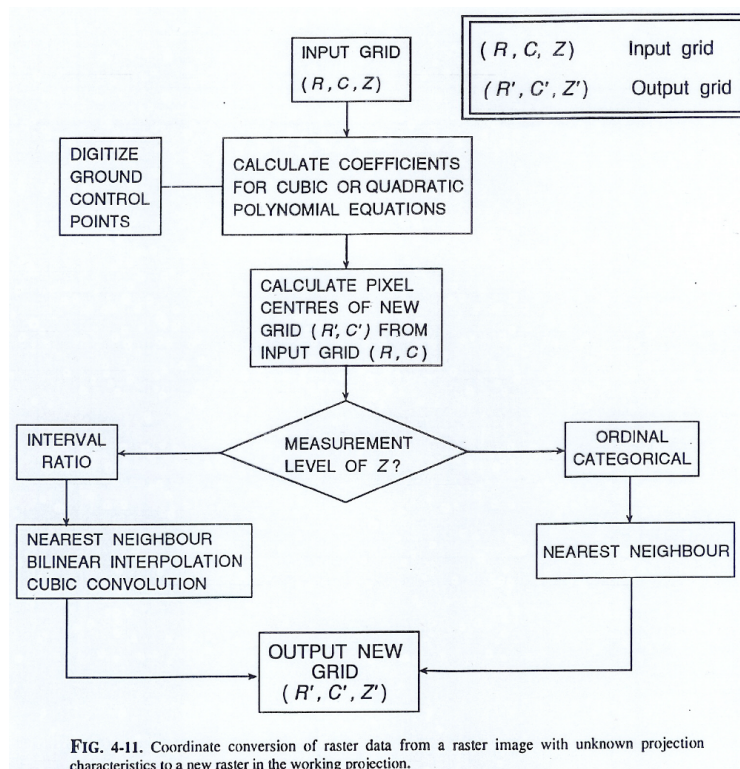 INPUT GRID
(R, C, Z)
(R, C, Z) Input grid
(R', C', Z') Output grid
DIGITIZE
GROUND
CONTROL
POINTS
CALCULATE COEFFICIENTS
FOR CUBIC OR QUADRATIC
POLYNOMIAL EQUATIONS
CALCULATE PIXEL
CENTRES OF NEW
GRID (R', C') FROM
INPUT GRID (R, C)
MEASUREMENT
LEVEL OF Z?
INTERVAL
RATIO
ORDINAL
CATEGORICAL
NEAREST NEIGHBOUR
BILINEAR INTERPOLATION
CUBIC CONVOLUTION
NEAREST NEIGHBOUR
OUTPUT NEW
GRID
(R', C', Z')
FIG. 4-11. Coordinate conversion of raster data from a raster image with unknown projection
characteristics to a new raster in the working projection.